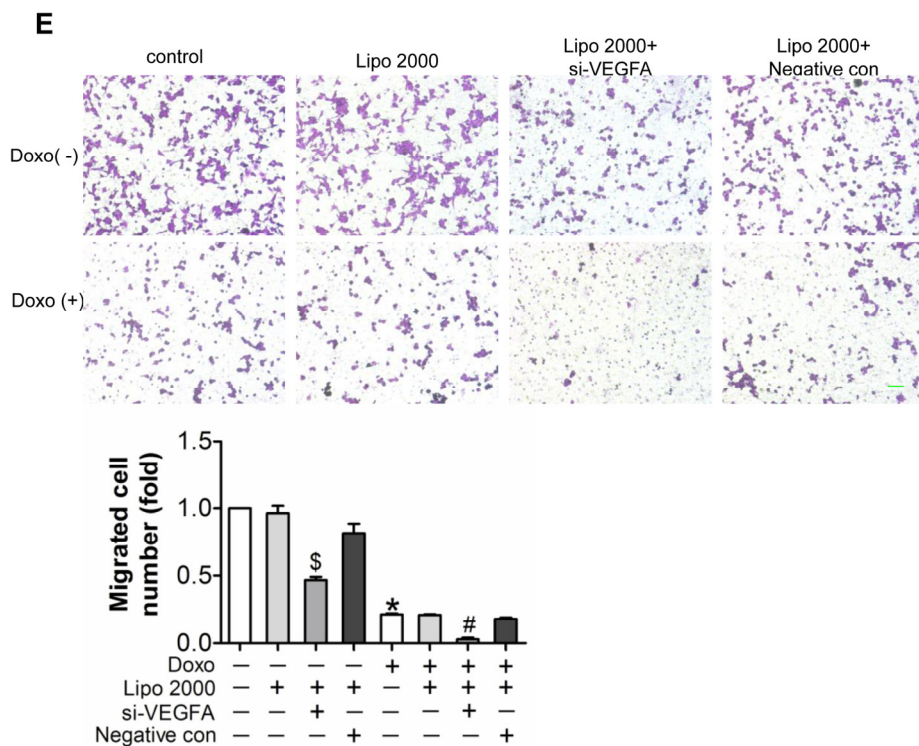 E
control
Lipo 2000
Lipo 2000+
si-VEGFA
Lipo 2000+
Negative con
Doxo( -)
Doxo (+)
Migrated cell
number (fold)
1.5
1.0
0.5
0.0
$
*
#
Doxo — — — — + + + +
Lipo 2000 — + + + — + + +
si-VEGFA — — + — — — + —
Negative con — — — + — — — +